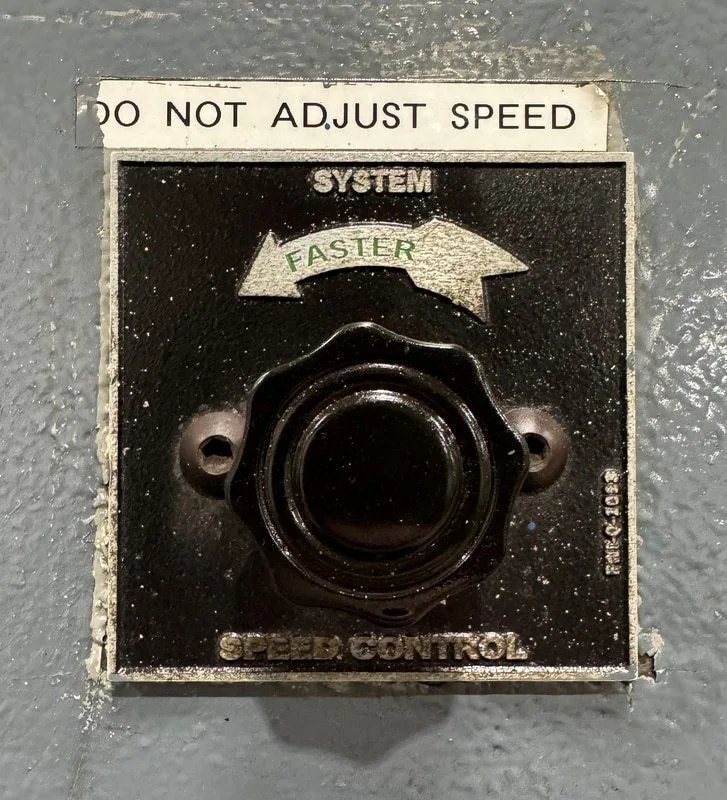 DO NOT ADJUST SPEED
SYSTEM
FASTER
SPEED CONTROL